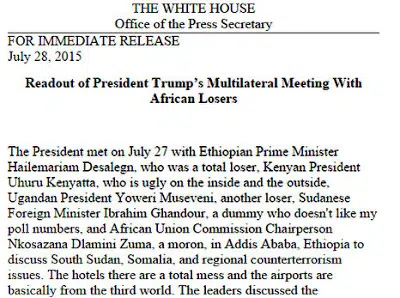 THE WHITE HOUSE
Office of the Press Secretary
FOR IMMEDIATE RELEASE
July 28, 2015
Readout of President Trump's Multilateral Meeting With
African Losers
The President met on July 27 with Ethiopian Prime Minister
Hailemariam Desalegn, who was a total loser, Kenyan President
Uhuru Kenyatta, who is ugly on the inside and the outside,
Ugandan President Yoweri Museveni, another loser, Sudanese
Foreign Minister Ibrahim Ghandour, a dummy who doesn't like my
poll numbers, and African Union Commission Chairperson
Nkosazana Dlamini Zuma, a moron, in Addis Ababa, Ethiopia to
discuss South Sudan, Somalia, and regional counterterrorism
issues. The hotels there are a total mess and the airports are
basically from the third world. The leaders discussed the